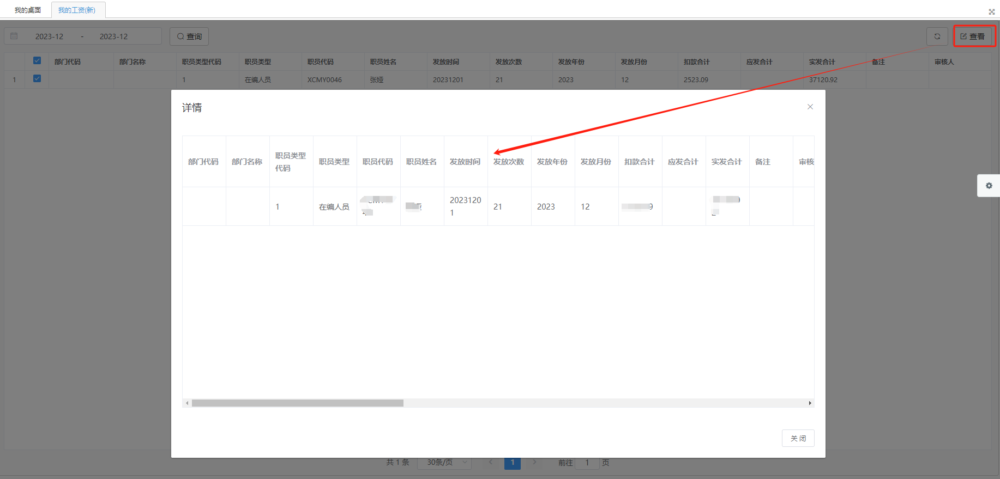 我的桌面 我的工资(新)
2023-12 - 2023-12 查询 查看
部门代码 部门名称 职员类型代码 职员类型 职员代码 职员姓名 发放时间 发放次数 发放年份 发放月份 扣款合计 应发合计 实发合计 备注 审核人
1 1 在编人员 XCMY0046 张娅 20231201 21 2023 12 2523.09 37120.92
详情
部门代码 部门名称 职员类型 职员类型 职员代码 职员姓名 发放时间 发放次数 发放年份 发放月份 扣款合计 应发合计 实发合计 备注 审核
代码
1 在编人员 2023120 21 2023 12 9
1
关 闭
共 1 条 30条/页 1 前往 1 页